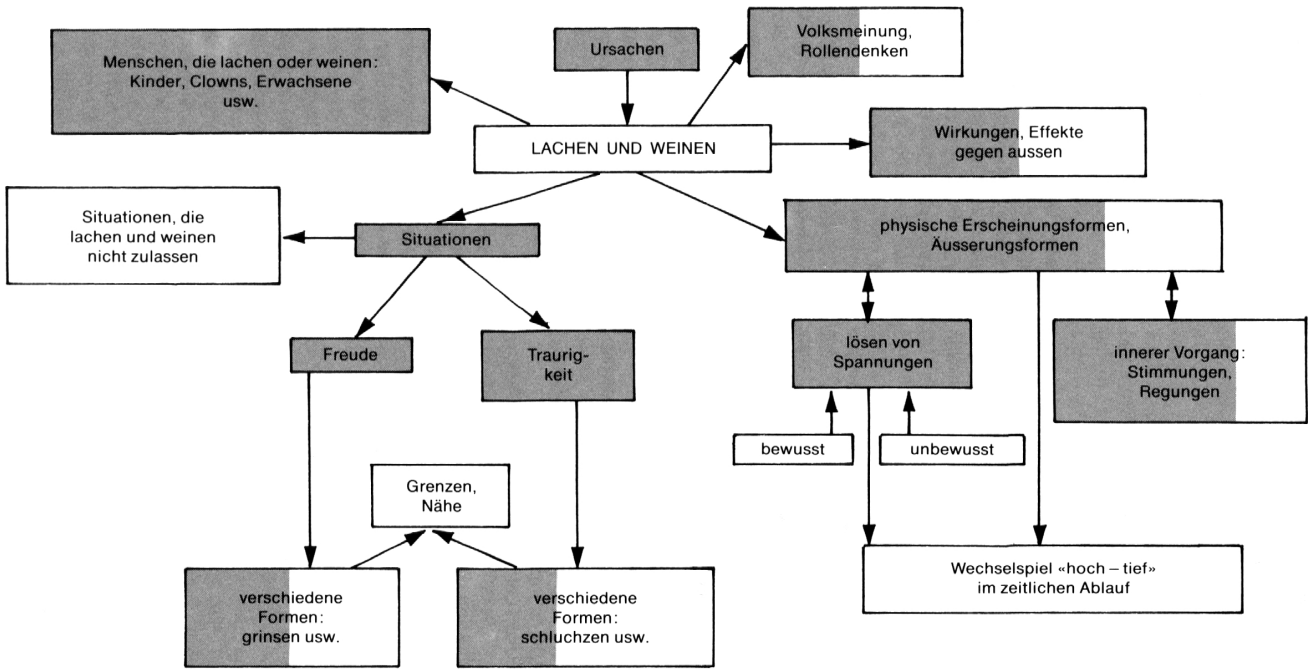 Menschen, die lachen oder weinen:
Kinder, Clowns, Erwachsene
usw.
Ursachen
Volksmeinung,
Rollendenken
LACHEN UND WEINEN
Wirkungen, Effekte
gegen aussen
Situationen, die
lachen und weinen
nicht zulassen
Situationen
physische Erscheinungsformen,
Äusserungsformen
Freude
Traurig-
keit
lösen von
Spannungen
innerer Vorgang:
Stimmungen,
Regungen
bewusst
unbewusst
Grenzen,
Nähe
verschiedene
Formen:
grinsen usw.
verschiedene
Formen:
schluchzen usw.
Wechselspiel «hoch – tief»
im zeitlichen Ablauf